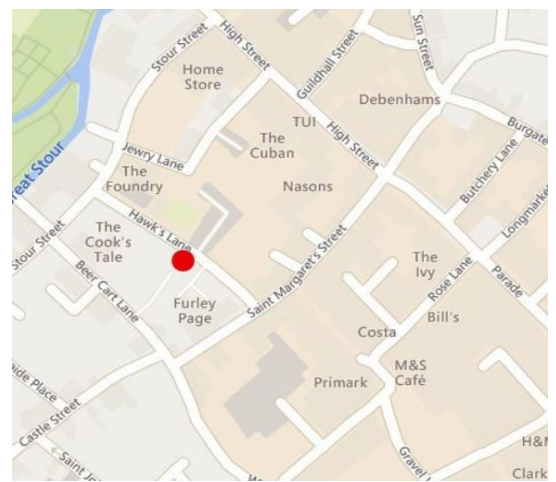 Stour Street
High Street
Guildhall Street
Sun Street
Home
Store
Debenhams
TUI
Burgate
High Street
The
Cuban
Jewry Lane
Butchery Lane
Great Stour
The
Foundry
Nasons
Longmarket
Hawk's Lane
The
Cook's
Tale
Stour Street
Saint Margaret's Street
The
Ivy
Rose Lane
Parade
Beer Cart Lane
Furley
Page
Bill's
Costa
M&S
Café
Primark
Castle Street
H&M
Clark
Gravel